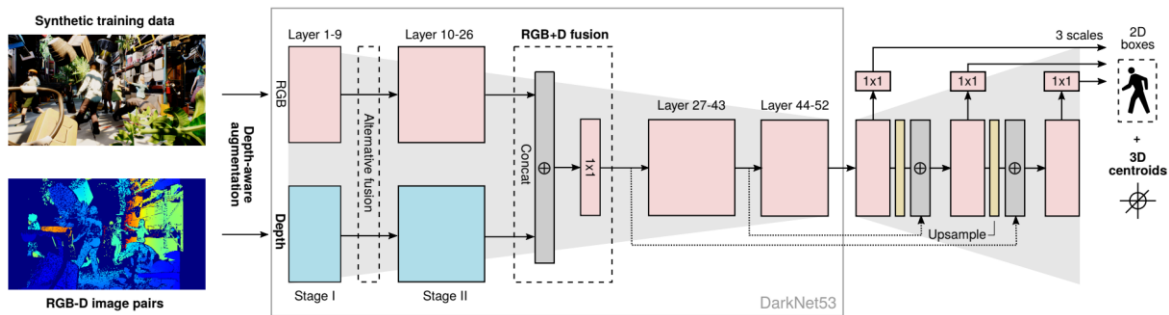 Synthetic training data
RGB-D image pairs
Depth-aware
augmentation
RGB
Depth
Layer 1-9
Stage I
Alternative fusion
Layer 10-26
Stage II
RGB+D fusion
Concat
⊕
1x1
Layer 27-43
Layer 44-52
DarkNet53
1x1
1x1
1x1
⊕
⊕
Upsample
3 scales
2D
boxes
+
3D
centroids